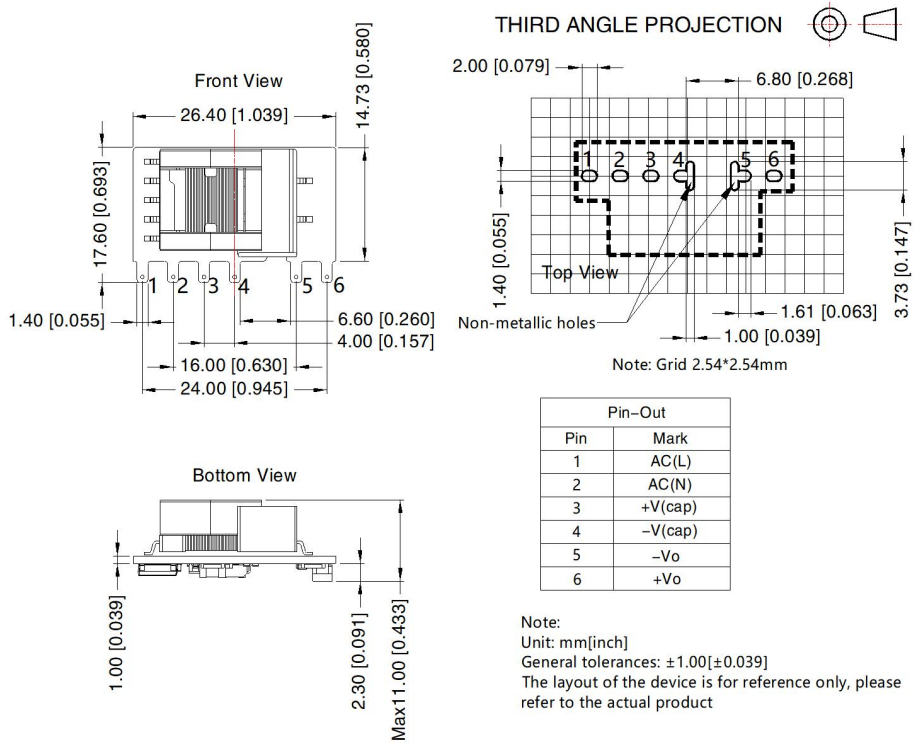 THIRD ANGLE PROJECTION
Front View
26.40 [1.039]
14.73 [0.580]
17.60 [0.693]
1 2 3 4 5 6
1.40 [0.055]
6.60 [0.260]
4.00 [0.157]
16.00 [0.630]
24.00 [0.945]
2.00 [0.079]
6.80 [0.268]
1 2 3 4 5 6
1.40 [0.055]
3.73 [0.147]
Top View
Non-metallic holes
1.61 [0.063]
1.00 [0.039]
Note: Grid 2.54*2.54mm
Bottom View
1.00 [0.039]
2.30 [0.091]
Max11.00 [0.433]
Pin–Out
Pin Mark
1 AC(L)
2 AC(N)
3 +V(cap)
4 –V(cap)
5 –Vo
6 +Vo
Note:
Unit: mm[inch]
General tolerances: ±1.00[±0.039]
The layout of the device is for reference only, please
refer to the actual product